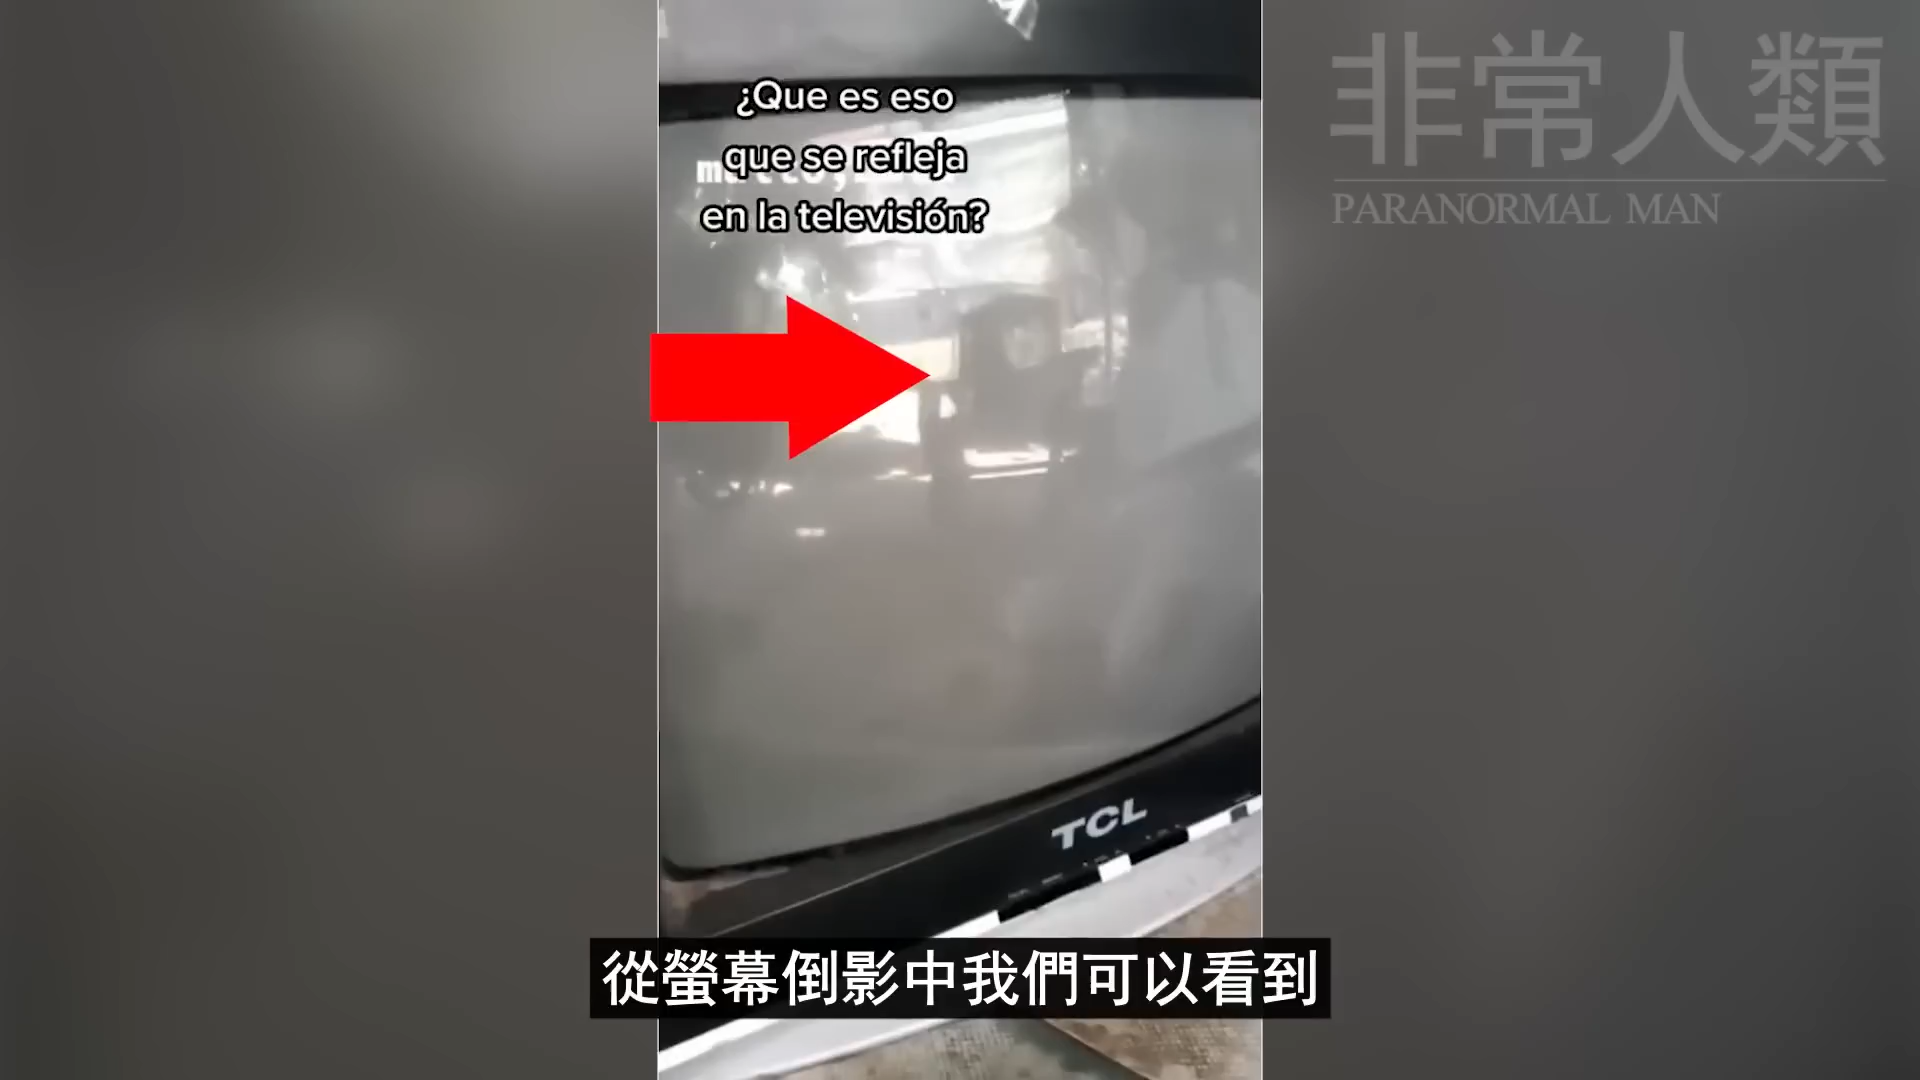 ¿Que es eso
que se refleja
en la televisión?
非常人類
PARANORMAL MAN
TCL
從螢幕倒影中我們可以看到